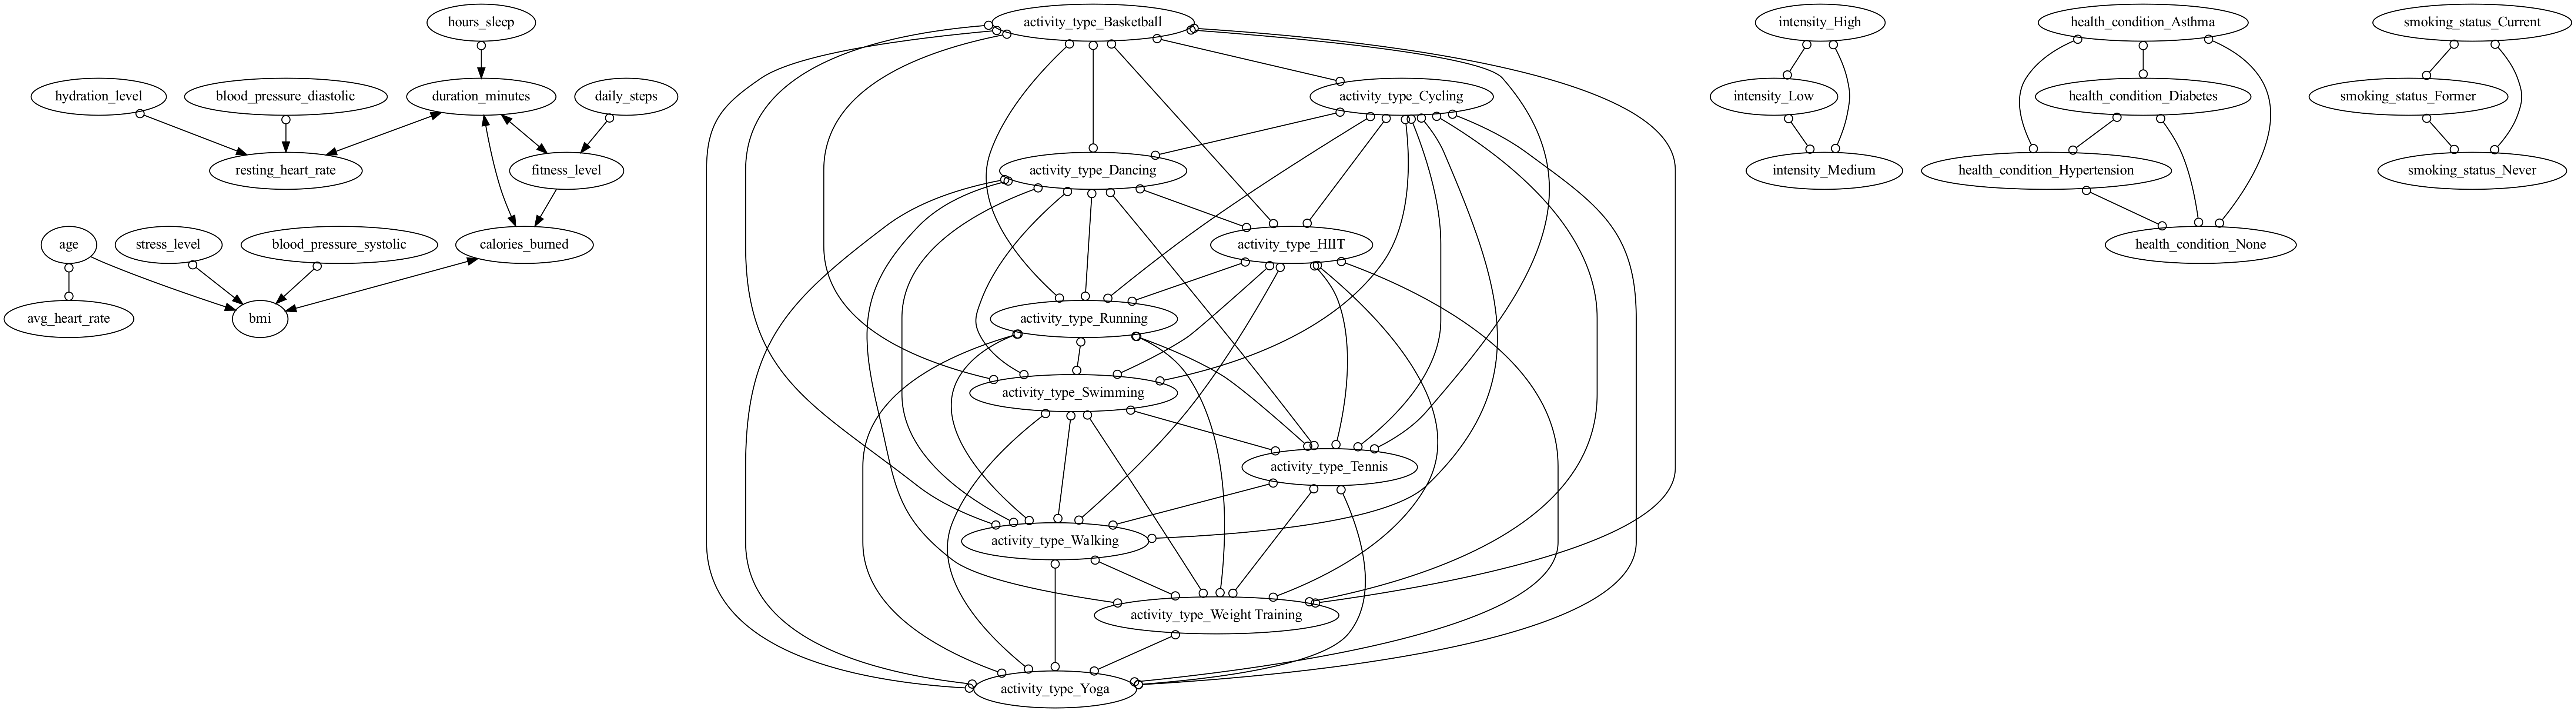 hours_sleep
activity_type_Basketball
intensity_High
health_condition_Asthma
smoking_status_Current
hydration_level
blood_pressure_diastolic
duration_minutes
daily_steps
activity_type_Cycling
intensity_Low
health_condition_Diabetes
smoking_status_Former
resting_heart_rate
fitness_level
activity_type_Dancing
intensity_Medium
health_condition_Hypertension
smoking_status_Never
age
stress_level
blood_pressure_systolic
calories_burned
activity_type_HIIT
health_condition_None
avg_heart_rate
bmi
activity_type_Running
activity_type_Swimming
activity_type_Tennis
activity_type_Walking
activity_type_Weight Training
activity_type_Yoga